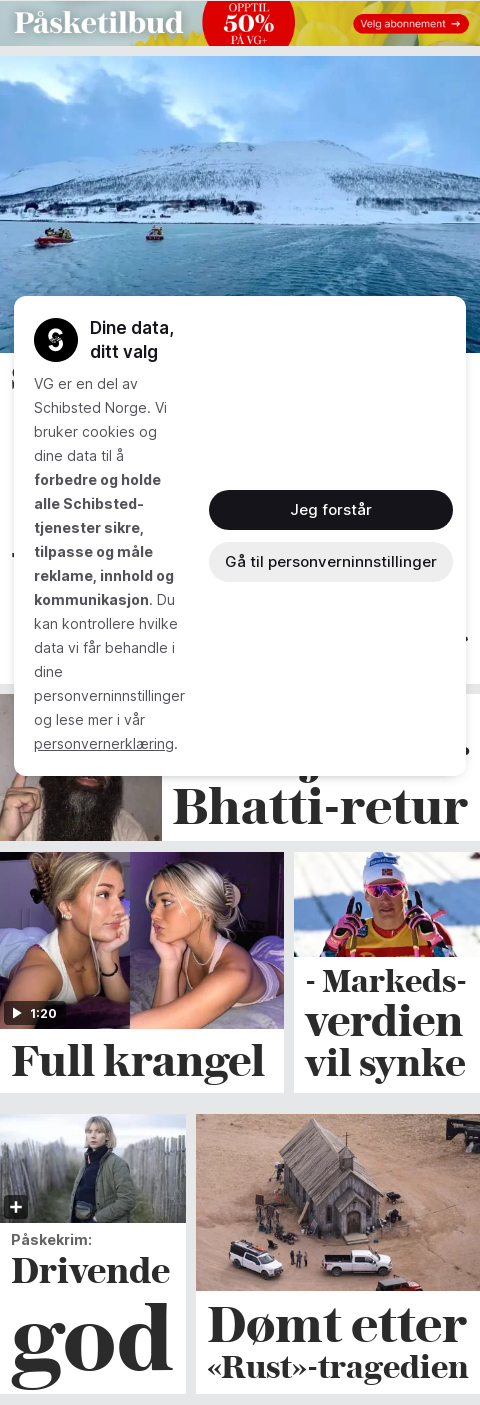 Påsketilbud
OPPTIL
50%
PÅ VG+
Velg abonnement →
Dine data,
ditt valg
VG er en del av
Schibsted Norge. Vi
bruker cookies og
dine data til å
forbedre og holde
alle Schibsted-
tjenester sikre,
tilpasse og måle
reklame, innhold og
kommunikasjon. Du
kan kontrollere hvilke
data vi får behandle i
dine
personverninnstillinger
og lese mer i vår
personvernerklæring.
Jeg forstår
Gå til personverninnstillinger
Bhatti-retur
1:20
Full krangel
- Markeds-
verdien
vil synke
Påskekrim:
Drivende
god
Dømt etter
«Rust»-tragedien